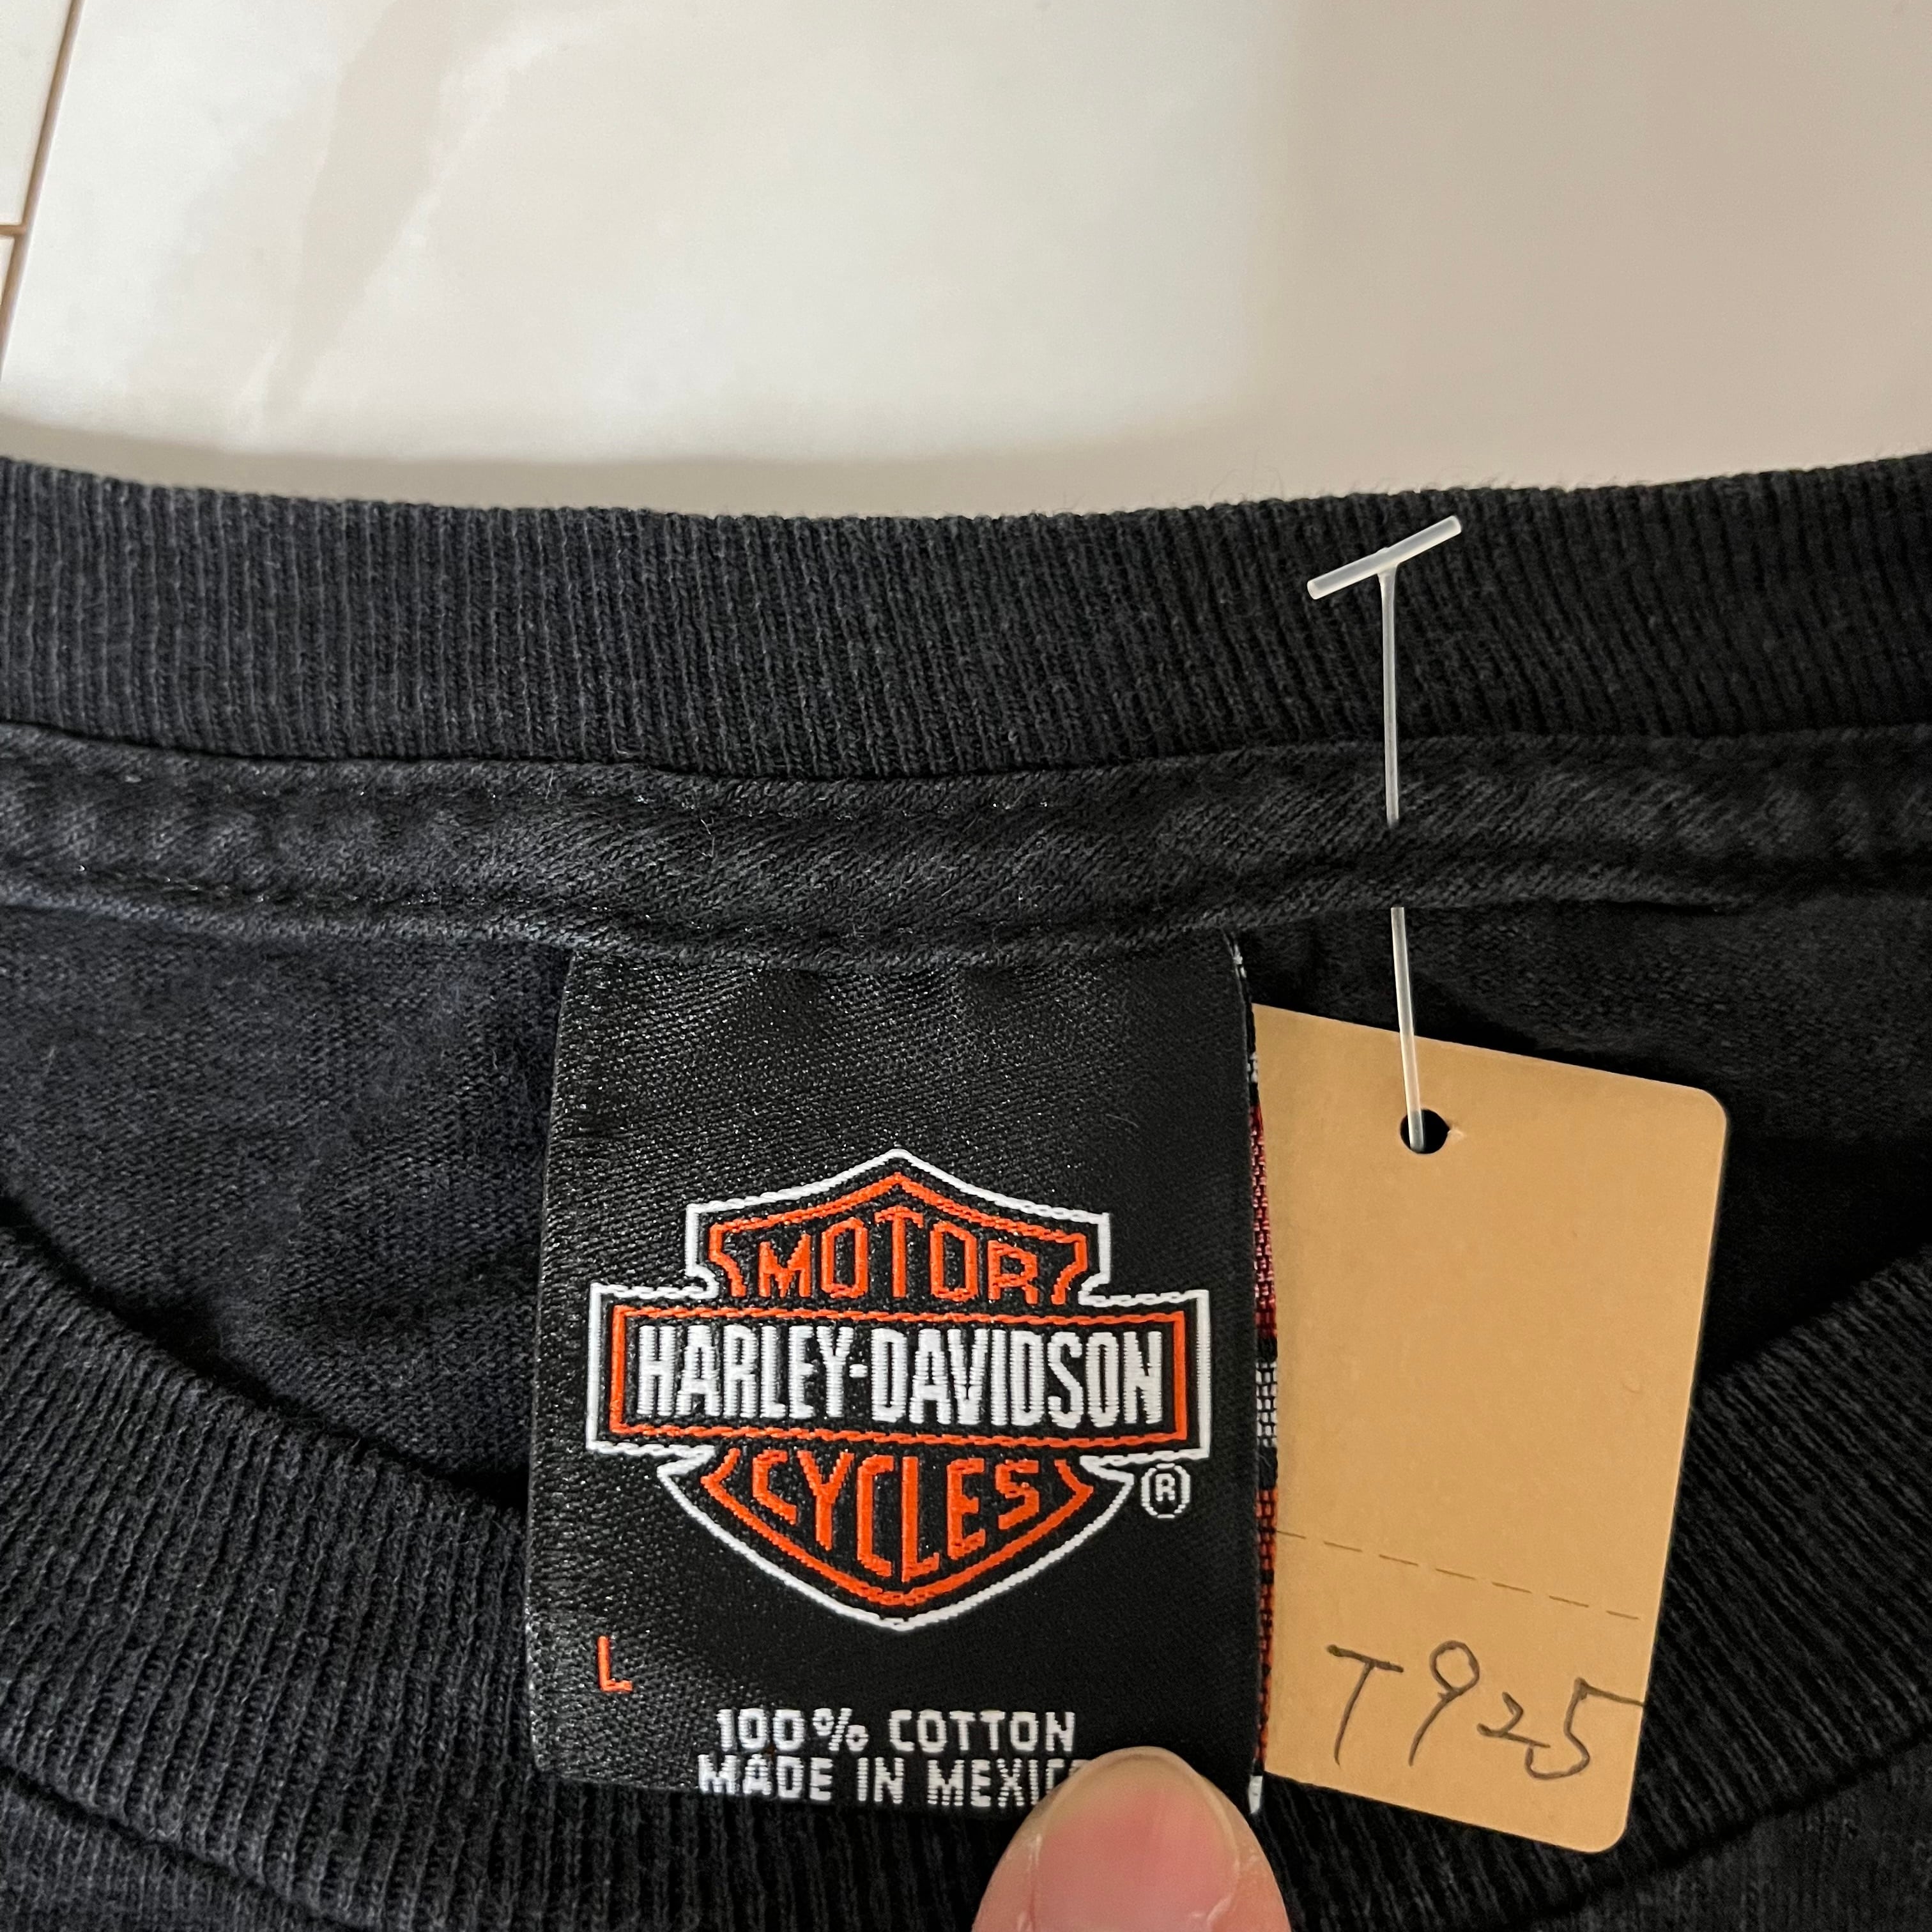 MOTOR
HARLEY-DAVIDSON
CYCLES ®
L
100% COTTON
MADE IN MEXIC
T925